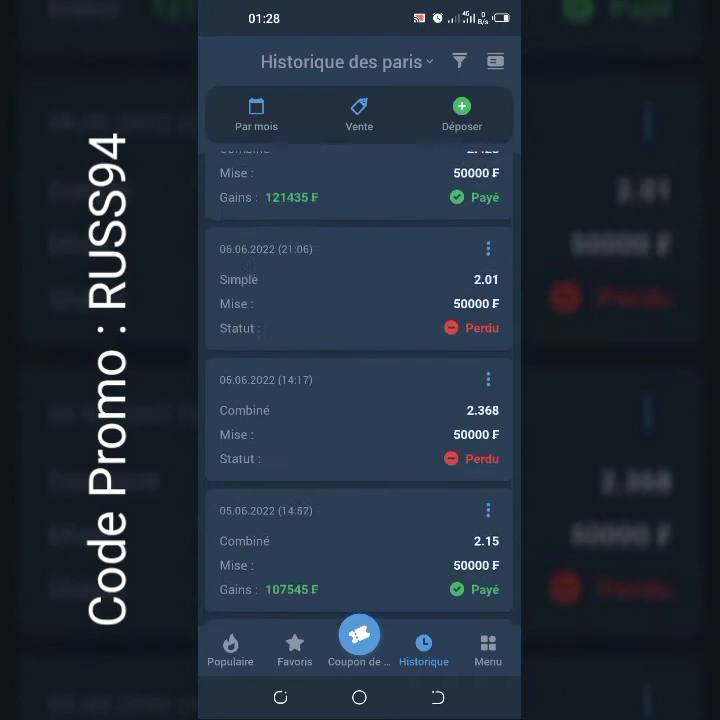 01:28
4G 0 B/s
Historique des paris
Par mois Vente Déposer
Mise : 50000 F
Gains : 121435 F Payé
06.06.2022 (21:06)
Simple 2.01
Mise : 50000 F
Statut : Perdu
05.06.2022 (14:17)
Combiné 2.368
Mise : 50000 F
Statut : Perdu
05.06.2022 (14:52)
Combiné 2.15
Mise : 50000 F
Gains : 107545 F Payé
Populaire Favoris Coupon de ... Historique Menu
Code Promo : RUSS94